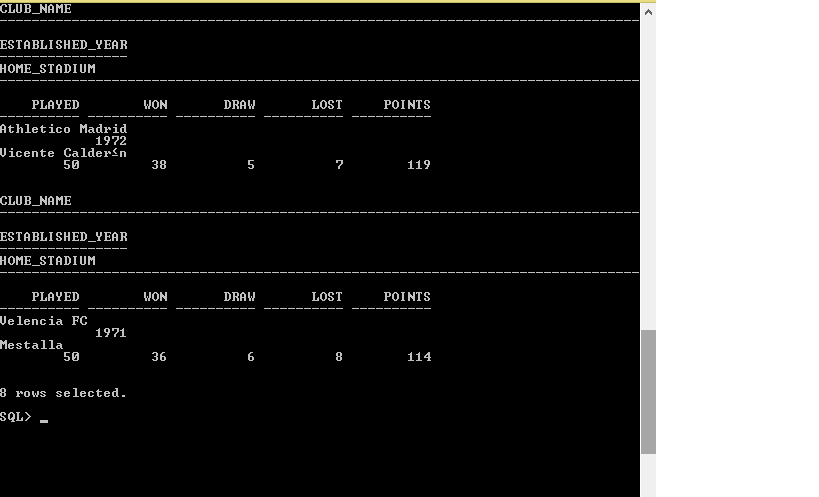 CLUB_NAME
ESTABLISHED_YEAR
HOME_STADIUM
PLAYED WON DRAW LOST POINTS
Athletico Madrid
1972
Vicente Calder≤n
50 38 5 7 119
CLUB_NAME
ESTABLISHED_YEAR
HOME_STADIUM
PLAYED WON DRAW LOST POINTS
Velencia FC
1971
Mestalla
50 36 6 8 114
8 rows selected.
SQL> _